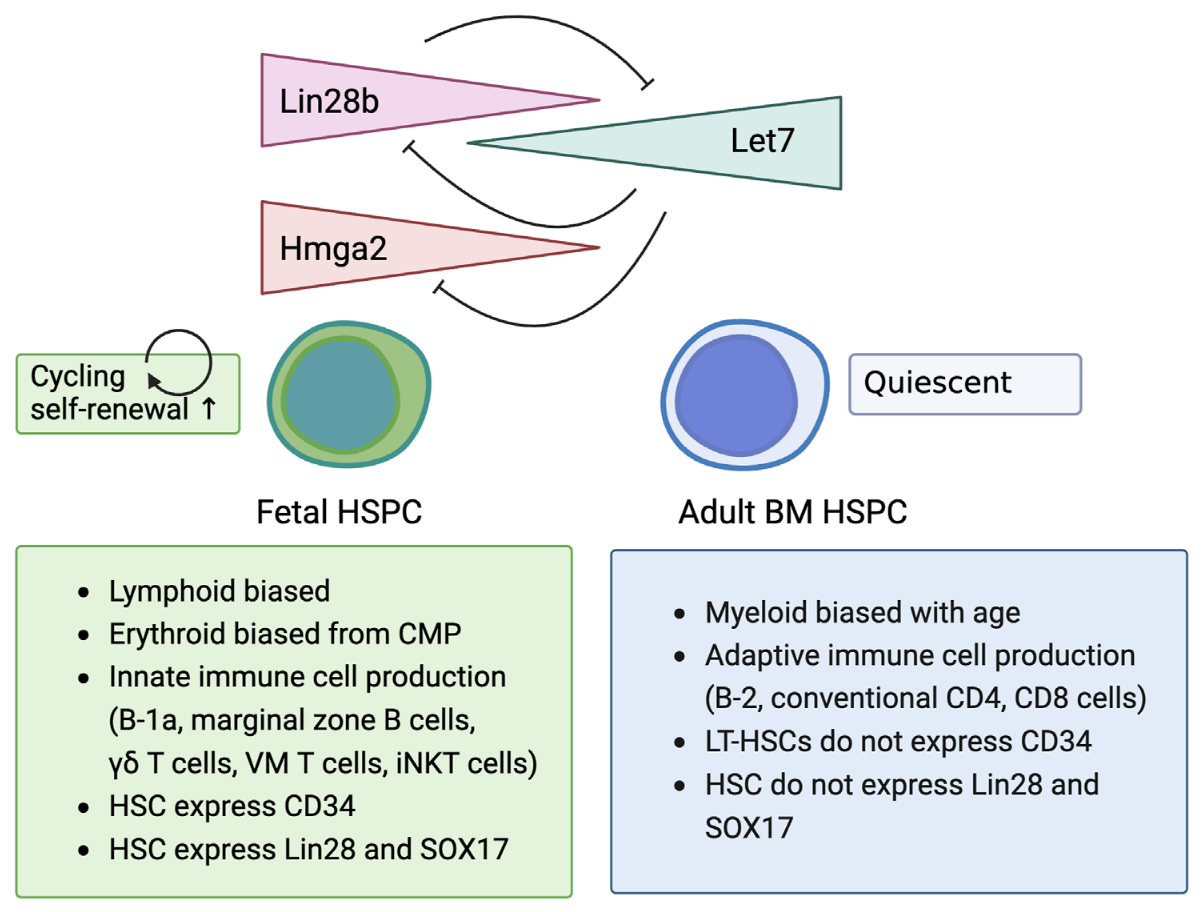 Lin28b
Let7
Hmga2
Cycling
self-renewal ↑
Quiescent
Fetal HSPC
Adult BM HSPC
• Lymphoid biased
• Erythroid biased from CMP
• Innate immune cell production
(B-1a, marginal zone B cells,
γδ T cells, VM T cells, iNKT cells)
• HSC express CD34
• HSC express Lin28 and SOX17
• Myeloid biased with age
• Adaptive immune cell production
(B-2, conventional CD4, CD8 cells)
• LT-HSCs do not express CD34
• HSC do not express Lin28 and
SOX17